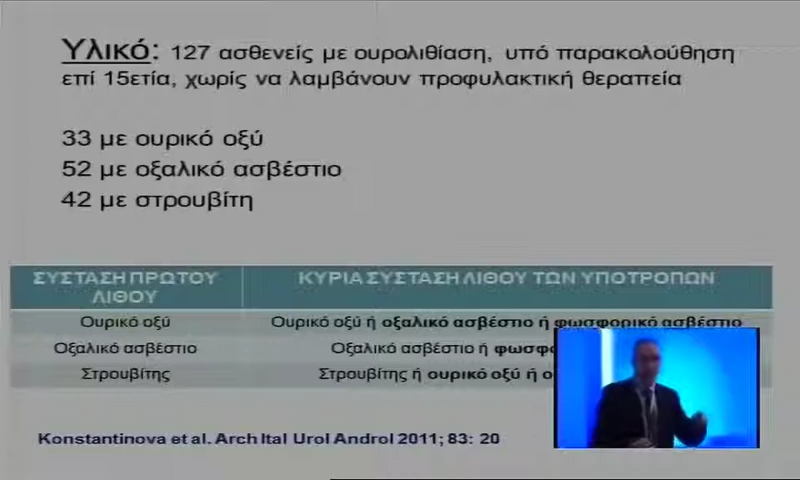 Υλικό: 127 ασθενείς με ουρολιθίαση, υπό παρακολούθηση
επί 15ετία, χωρίς να λαμβάνουν προφυλακτική θεραπεία
33 με ουρικό οξύ
52 με οξαλικό ασβέστιο
42 με στρουβίτη
ΣΥΣΤΑΣΗ ΠΡΩΤΟΥ
ΛΙΘΟΥ
ΚΥΡΙΑ ΣΥΣΤΑΣΗ ΛΙΘΟΥ ΤΩΝ ΥΠΟΤΡΟΠΩΝ
Ουρικό οξύ
Ουρικό οξύ ή οξαλικό ασβέστιο ή φωσφορικό ασβέστιο
Οξαλικό ασβέστιο
Οξαλικό ασβέστιο ή
Στρουβίτης
Στρουβίτης ή ουρικό οξύ ή
Konstantinova et al. Arch Ital Urol Androl 2011; 83: 20